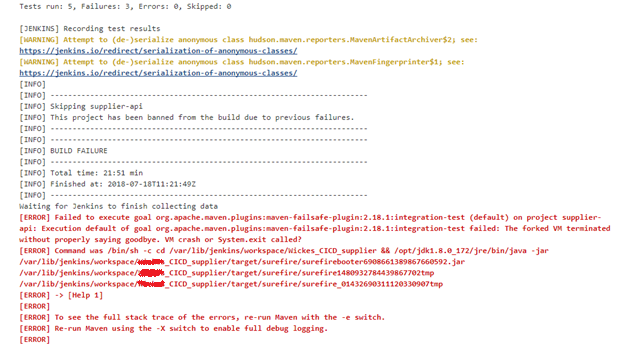 Tests run: 5, Failures: 3, Errors: 0, Skipped: 0
[JENKINS] Recording test results
[WARNING] Attempt to (de-)serialize anonymous class hudson.maven.reporters.MavenArtifactArchiver$2; see:
https://jenkins.io/redirect/serialization-of-anonymous-classes/
[WARNING] Attempt to (de-)serialize anonymous class hudson.maven.reporters.MavenFingerprinter$1; see:
https://jenkins.io/redirect/serialization-of-anonymous-classes/
[INFO]
[INFO] ------------------------------------------------------------------------
[INFO] Skipping supplier-api
[INFO] This project has been banned from the build due to previous failures.
[INFO] ------------------------------------------------------------------------
[INFO] ------------------------------------------------------------------------
[INFO] BUILD FAILURE
[INFO] ------------------------------------------------------------------------
[INFO] Total time: 21:51 min
[INFO] Finished at: 2018-07-18T11:21:49Z
[INFO] ------------------------------------------------------------------------
Waiting for Jenkins to finish collecting data
[ERROR] Failed to execute goal org.apache.maven.plugins:maven-failsafe-plugin:2.18.1:integration-test (default) on project supplier-
api: Execution default of goal org.apache.maven.plugins:maven-failsafe-plugin:2.18.1:integration-test failed: The forked VM terminated
without properly saying goodbye. VM crash or System.exit called?
[ERROR] Command was /bin/sh -c cd /var/lib/jenkins/workspace/Wickes_CICD_supplier && /opt/jdk1.8.0_172/jre/bin/java -jar
/var/lib/jenkins/workspace/ _CICD_supplier/target/surefire/surefirebooter6908661389867660592.jar
/var/lib/jenkins/workspace/ _CICD_supplier/target/surefire/surefire1480932784439867702tmp
/var/lib/jenkins/workspace/ _CICD_supplier/target/surefire/surefire_01432690311120330907tmp
[ERROR] -> [Help 1]
[ERROR]
[ERROR] To see the full stack trace of the errors, re-run Maven with the -e switch.
[ERROR] Re-run Maven using the -X switch to enable full debug logging.
[ERROR]